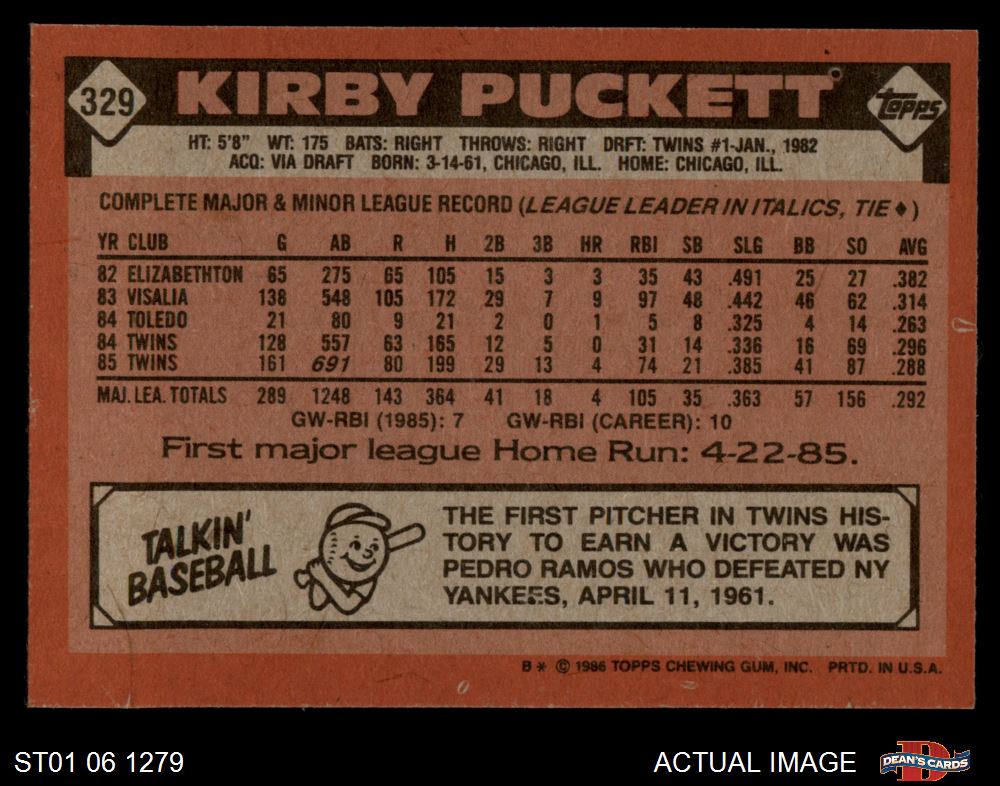 329 KIRBY PUCKETT topps
HT: 5'8" WT: 175 BATS: RIGHT THROWS: RIGHT DRFT: TWINS #1-JAN., 1982
ACQ: VIA DRAFT BORN: 3-14-61, CHICAGO, ILL. HOME: CHICAGO, ILL.
COMPLETE MAJOR & MINOR LEAGUE RECORD (LEAGUE LEADER IN ITALICS, TIE ♦)
YR CLUB G AB R H 2B 3B HR RBI SB SLG BB SO AVG
82 ELIZABETHTON 65 275 65 105 15 3 3 35 43 .491 25 27 .382
83 VISALIA 138 548 105 172 29 7 9 97 48 .442 46 62 .314
84 TOLEDO 21 80 9 21 2 0 1 5 8 .325 4 14 .263
84 TWINS 128 557 63 165 12 5 0 31 14 .336 16 69 .296
85 TWINS 161 691 80 199 29 13 4 74 21 .385 41 87 .288
MAJ. LEA. TOTALS 289 1248 143 364 41 18 4 105 35 .363 57 156 .292
GW-RBI (1985): 7 GW-RBI (CAREER): 10
First major league Home Run: 4-22-85.
TALKIN'
BASEBALL
THE FIRST PITCHER IN TWINS HIS-
TORY TO EARN A VICTORY WAS
PEDRO RAMOS WHO DEFEATED NY
YANKEES, APRIL 11, 1961.
B * © 1986 TOPPS CHEWING GUM, INC. PRTD. IN U.S.A.
ST01 06 1279 ACTUAL IMAGE D DEAN'S CARDS